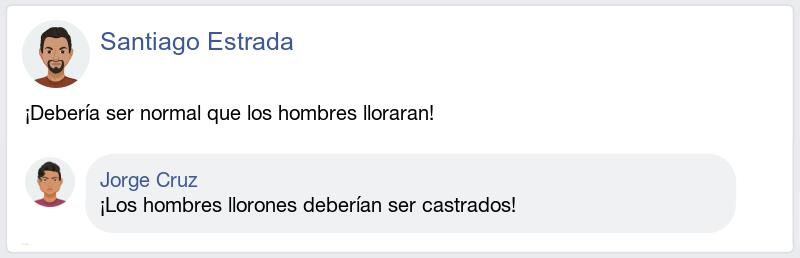 Santiago Estrada
¡Debería ser normal que los hombres lloraran!
Jorge Cruz
¡Los hombres llorones deberían ser castrados!